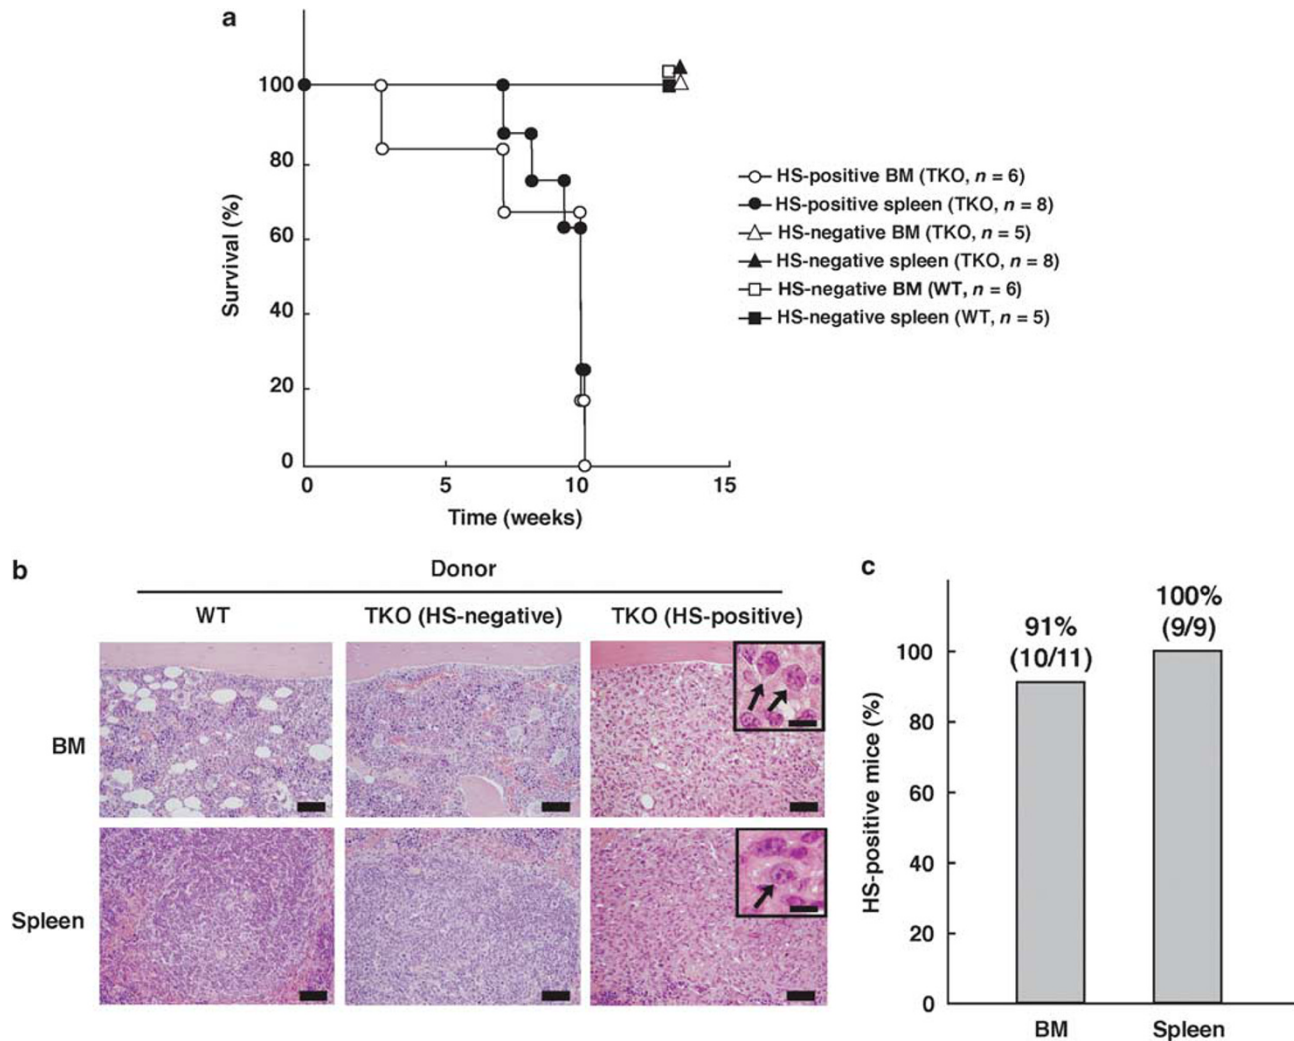 a
100
80
60
40
20
0
Survival (%)
0 5 10 15
Time (weeks)
HS-positive BM (TKO, n = 6)
HS-positive spleen (TKO, n = 8)
HS-negative BM (TKO, n = 5)
HS-negative spleen (TKO, n = 8)
HS-negative BM (WT, n = 6)
HS-negative spleen (WT, n = 5)
b
Donor
WT TKO (HS-negative) TKO (HS-positive)
BM
Spleen
c
100%
(9/9)
91%
(10/11)
100
80
60
40
20
0
HS-positive mice (%)
BM Spleen